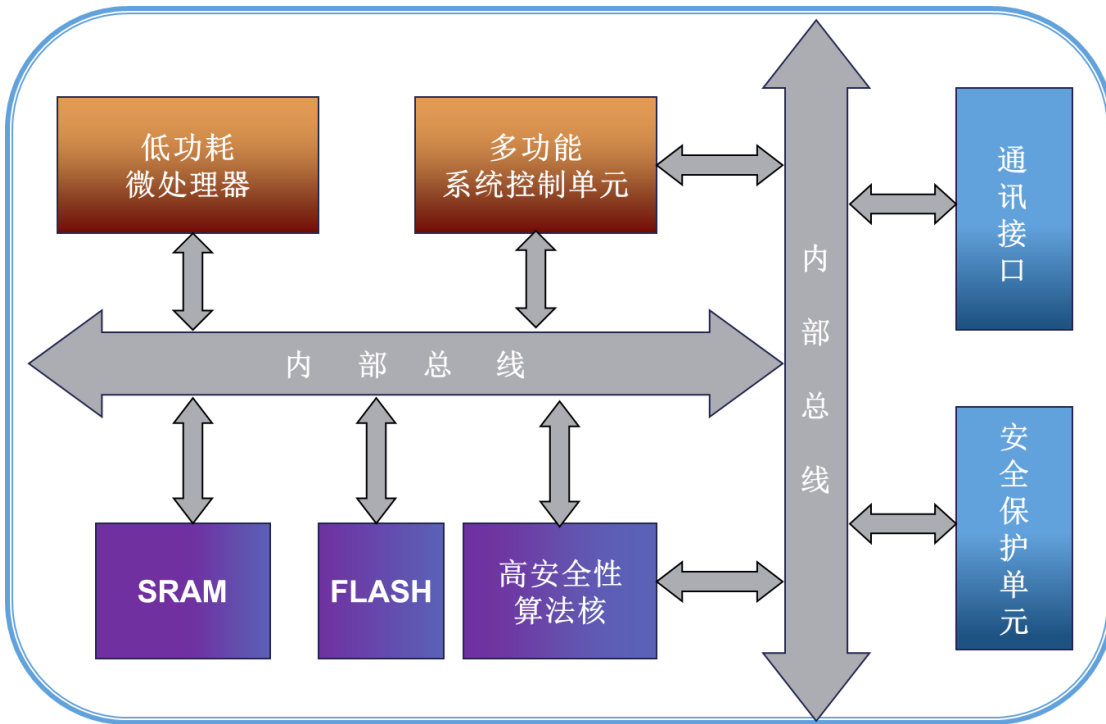 低功耗
微处理器
多功能
系统控制单元
通讯接口
内部总线
内部总线
SRAM
FLASH
高安全性
算法核
安全保护单元